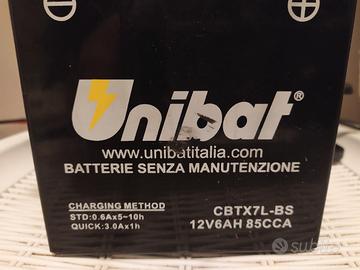 Unibat®
www.unibatitalia.com
BATTERIE SENZA MANUTENZIONE
CHARGING METHOD
STD:0.6Ax5~10h
QUICK:3.0Ax1h
CBTX7L-BS
12V6AH 85CCA
subito